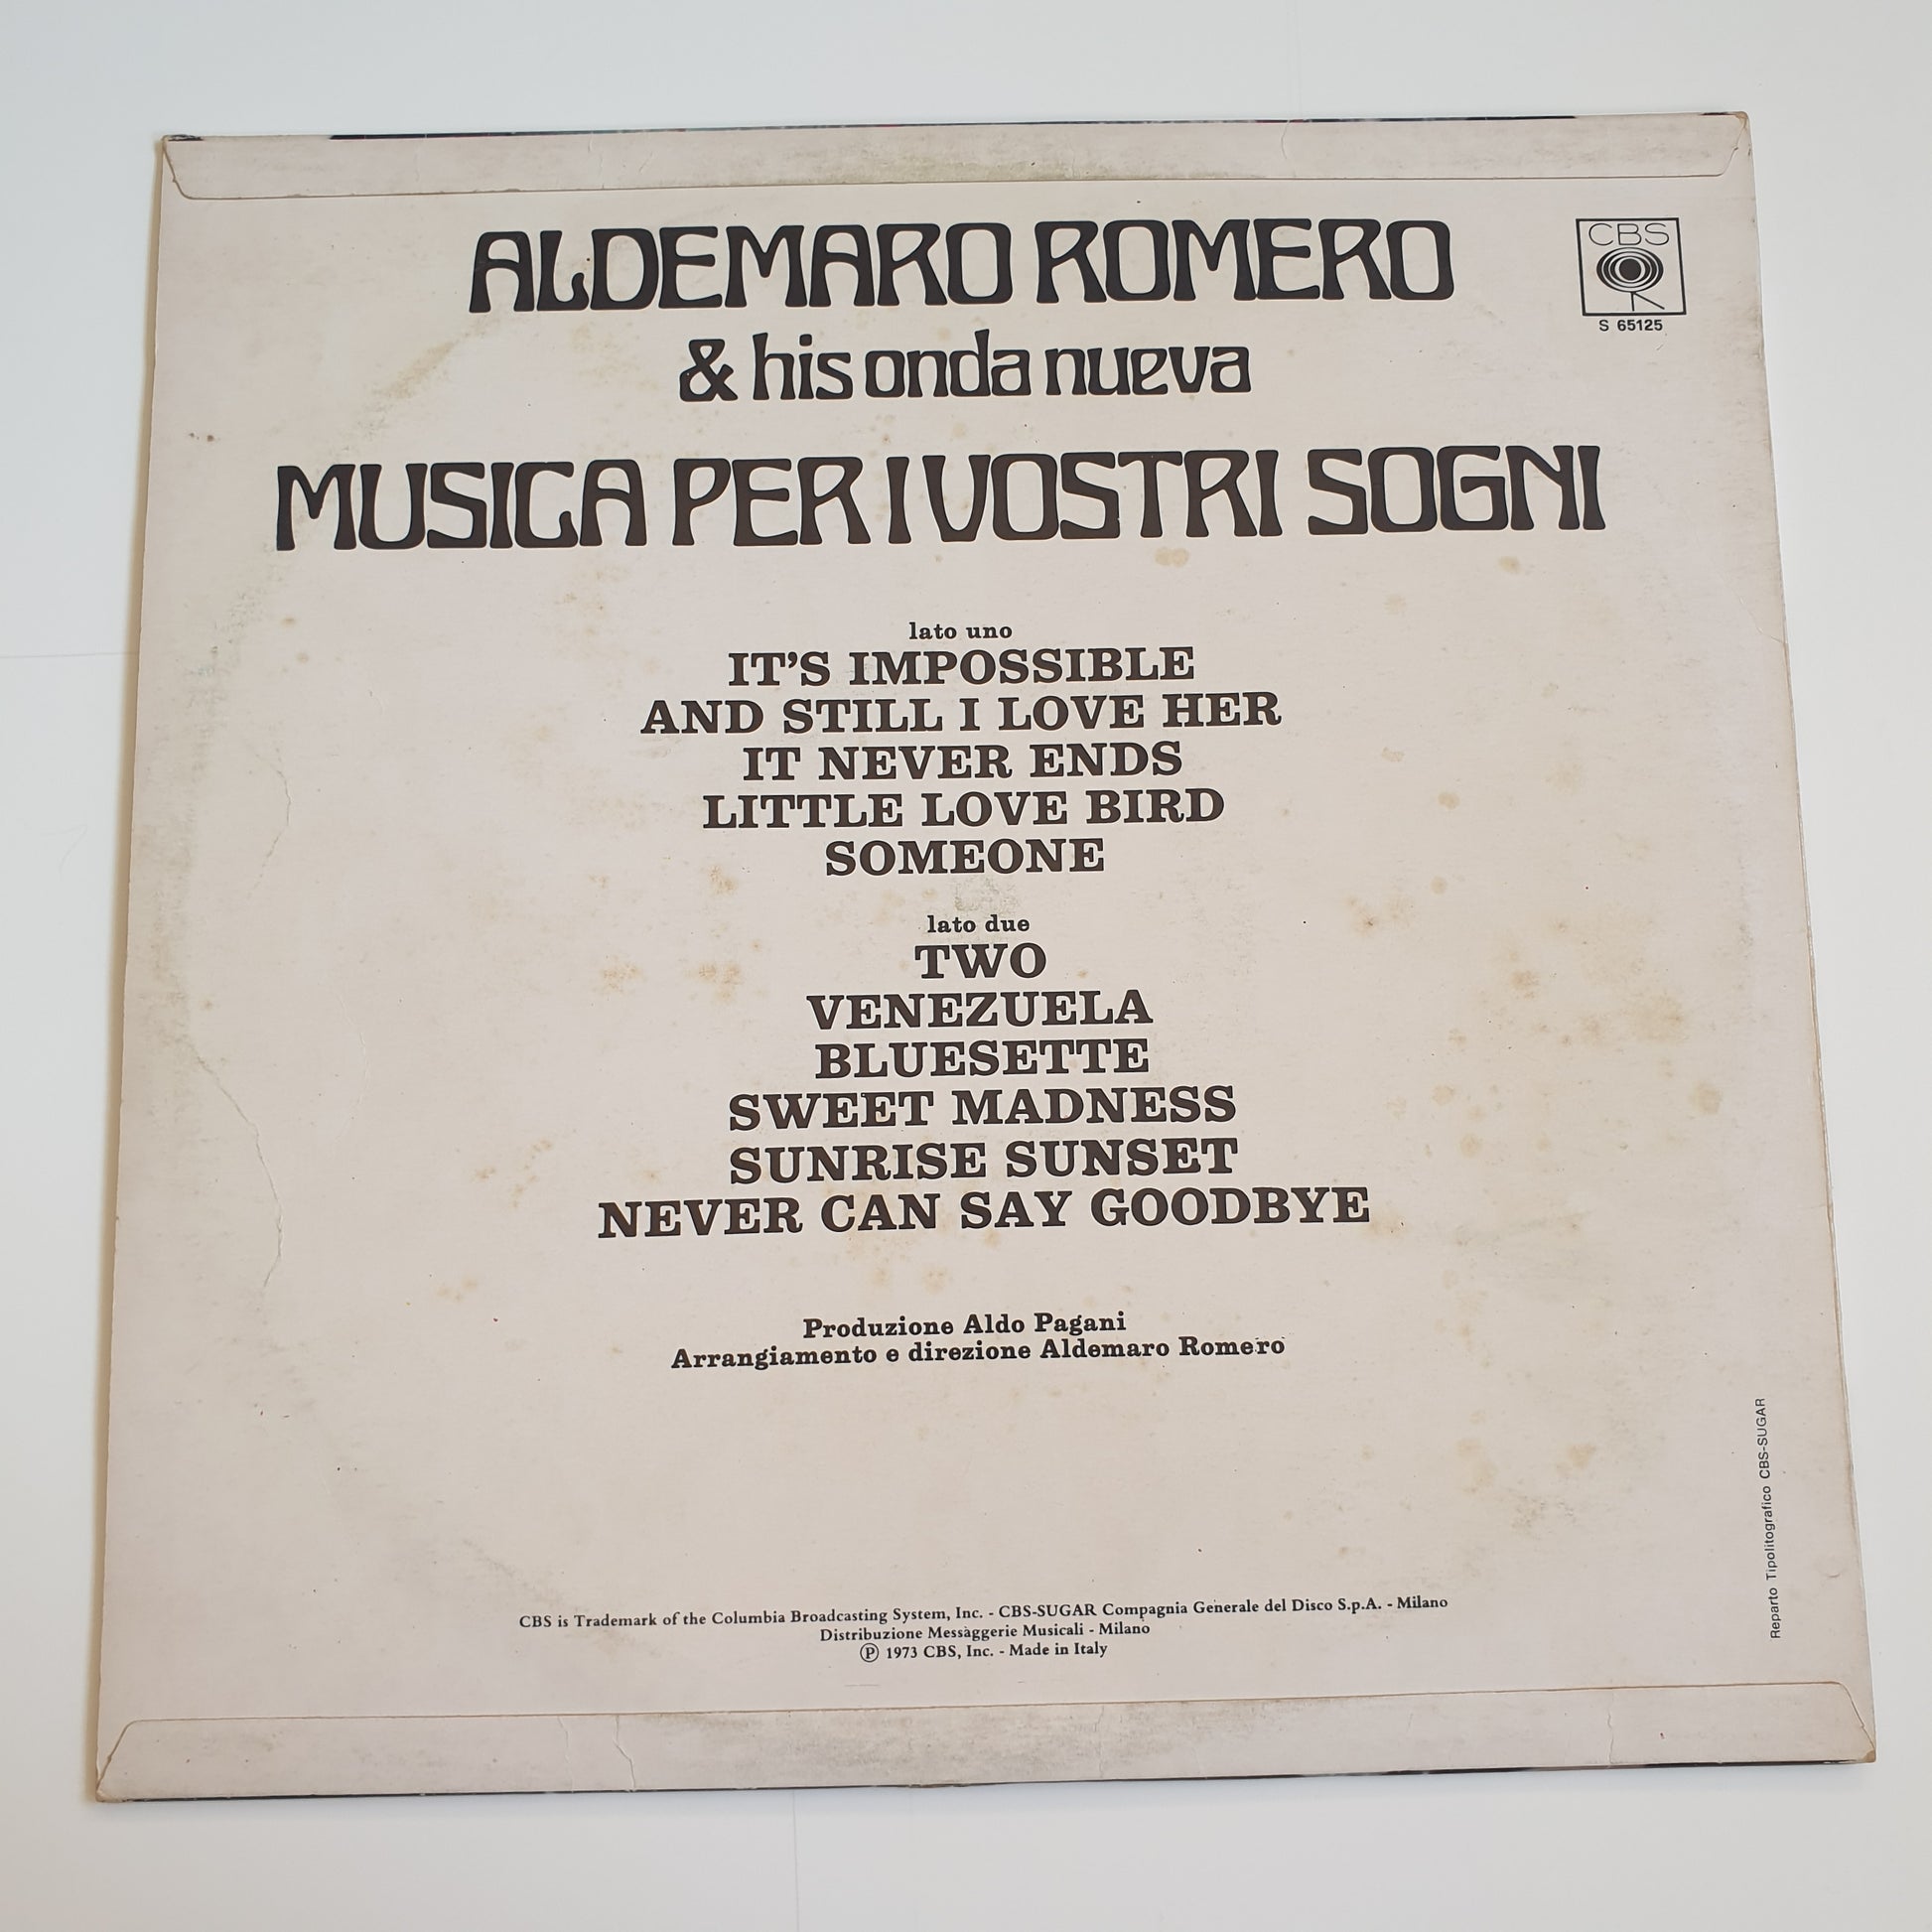 ALDEMARO ROMERO
& his onda nueva
CBS
S 65125
MUSICA PER I VOSTRI SOGNI
lato uno
IT'S IMPOSSIBLE
AND STILL I LOVE HER
IT NEVER ENDS
LITTLE LOVE BIRD
SOMEONE
lato due
TWO
VENEZUELA
BLUESETTE
SWEET MADNESS
SUNRISE SUNSET
NEVER CAN SAY GOODBYE
Produzione Aldo Pagani
Arrangiamento e direzione Aldemaro Romero
CBS is Trademark of the Columbia Broadcasting System, Inc. - CBS-SUGAR Compagnia Generale del Disco S.p.A. - Milano
Distribuzione Messaggerie Musicali - Milano
Ⓟ 1973 CBS, Inc. - Made in Italy
Reparto Tipolitografico CBS-SUGAR